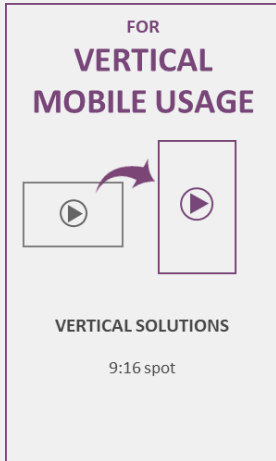 FOR
VERTICAL
MOBILE USAGE
VERTICAL SOLUTIONS
9:16 spot